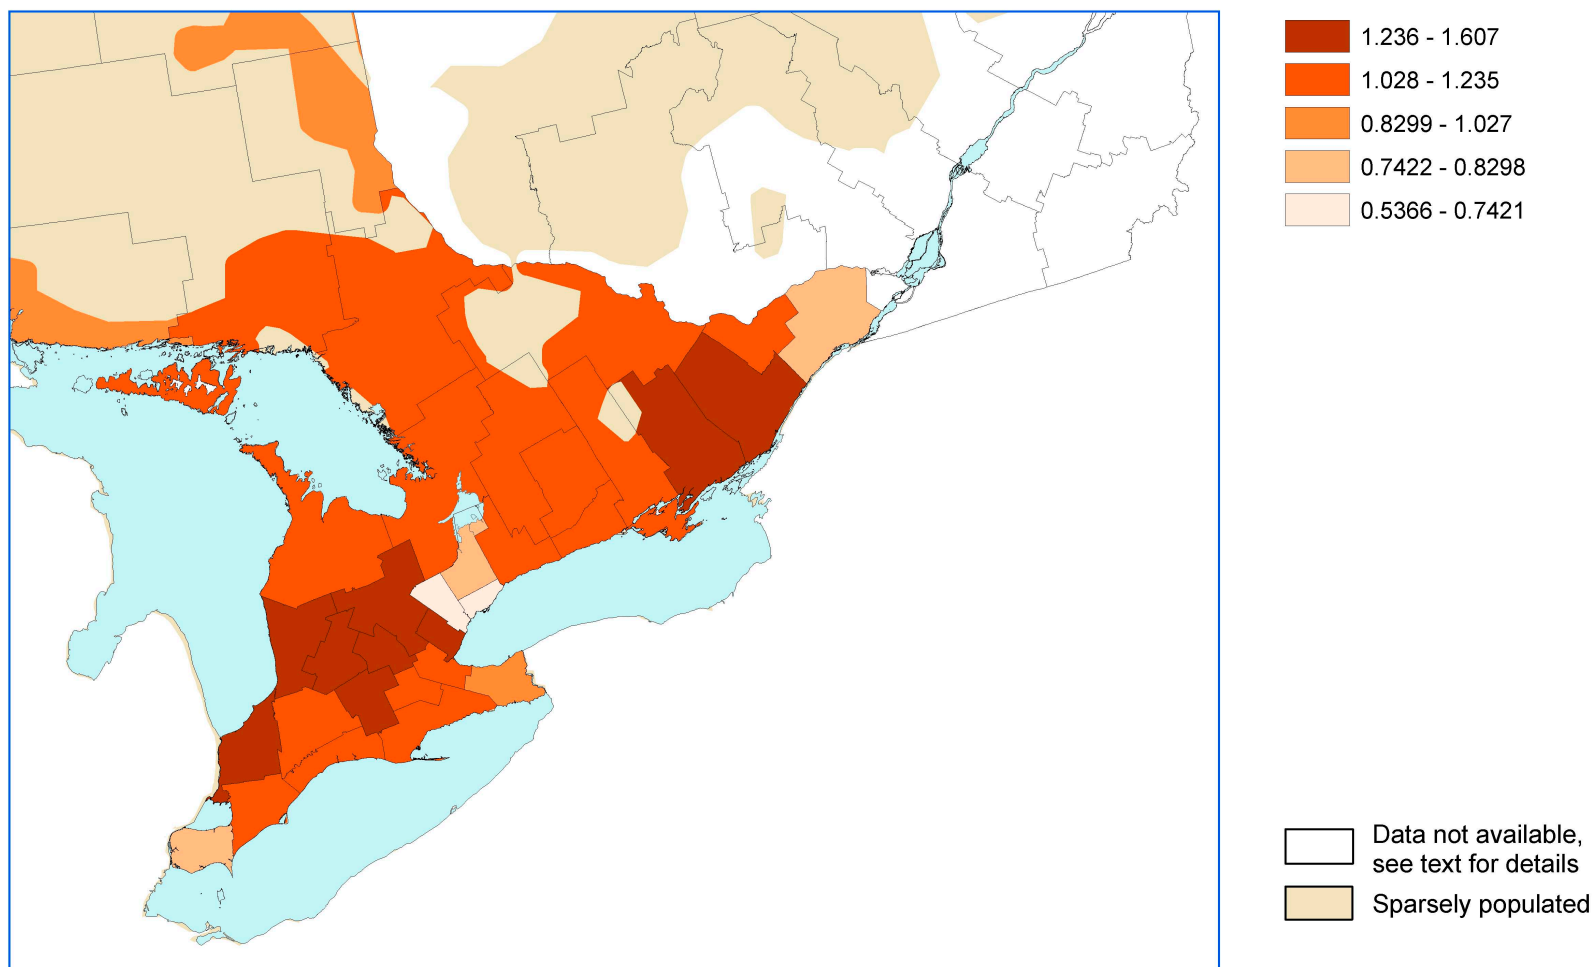 1.236 - 1.607
1.028 - 1.235
0.8299 - 1.027
0.7422 - 0.8298
0.5366 - 0.7421
Data not available,
see text for details
Sparsely populated